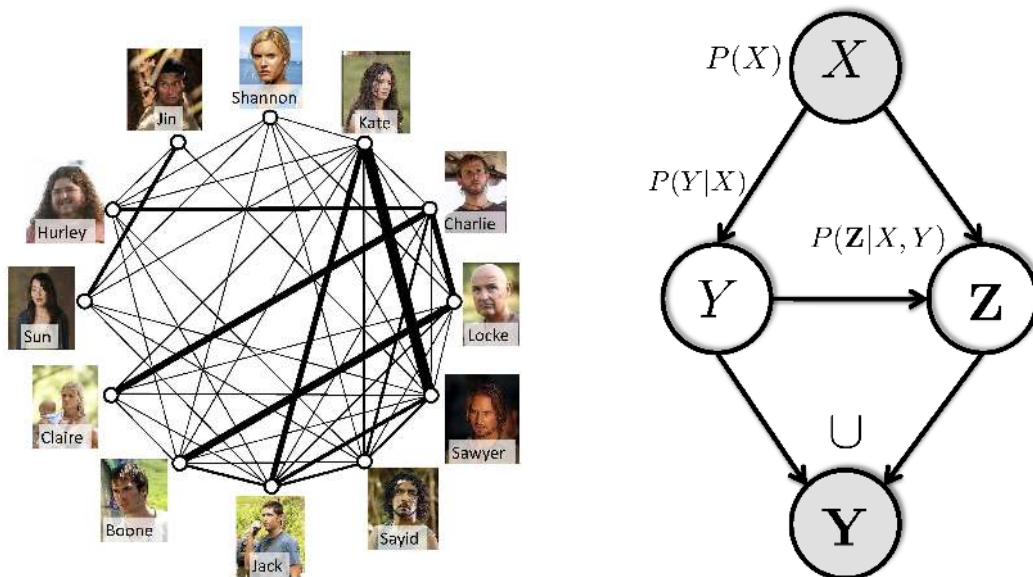 Shannon
Kate
Jin
Charlie
Hurley
Locke
Sun
Sawyer
Claire
Sayid
Boone
Jack
P(X)
X
P(Y|X)
P(𝐙|X, Y)
Y
𝐙
∪
𝐘